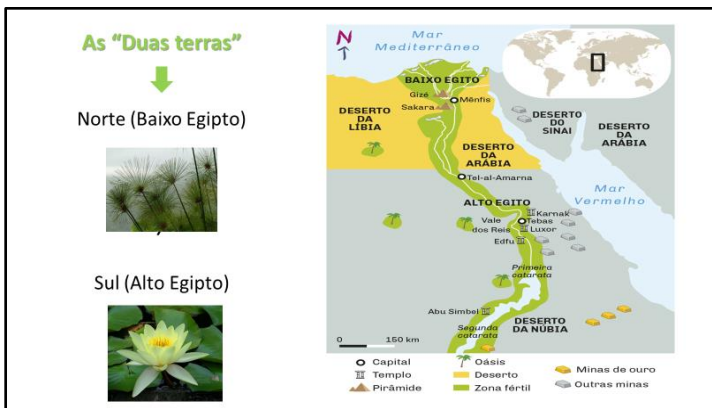 As "Duas terras"
Norte (Baixo Egipto)
Sul (Alto Egipto)
N
Mar
Mediterrâneo
BAIXO EGITO
Gizé
Mênfis
Sakara
DESERTO
DA
LÍBIA
DESERTO
DO
SINAI
DESERTO
DA
ARÁBIA
DESERTO
DA
ARÁBIA
Tel-al-Amarna
Mar
Vermelho
ALTO EGITO
Karnak
Vale
dos Reis
Tebas
Luxor
Edfu
Primeira
catarata
Abu Simbel
Segunda
catarata
DESERTO
DA NÚBIA
0 150 km
Capital
Templo
Pirâmide
Oásis
Deserto
Zona fértil
Minas de ouro
Outras minas